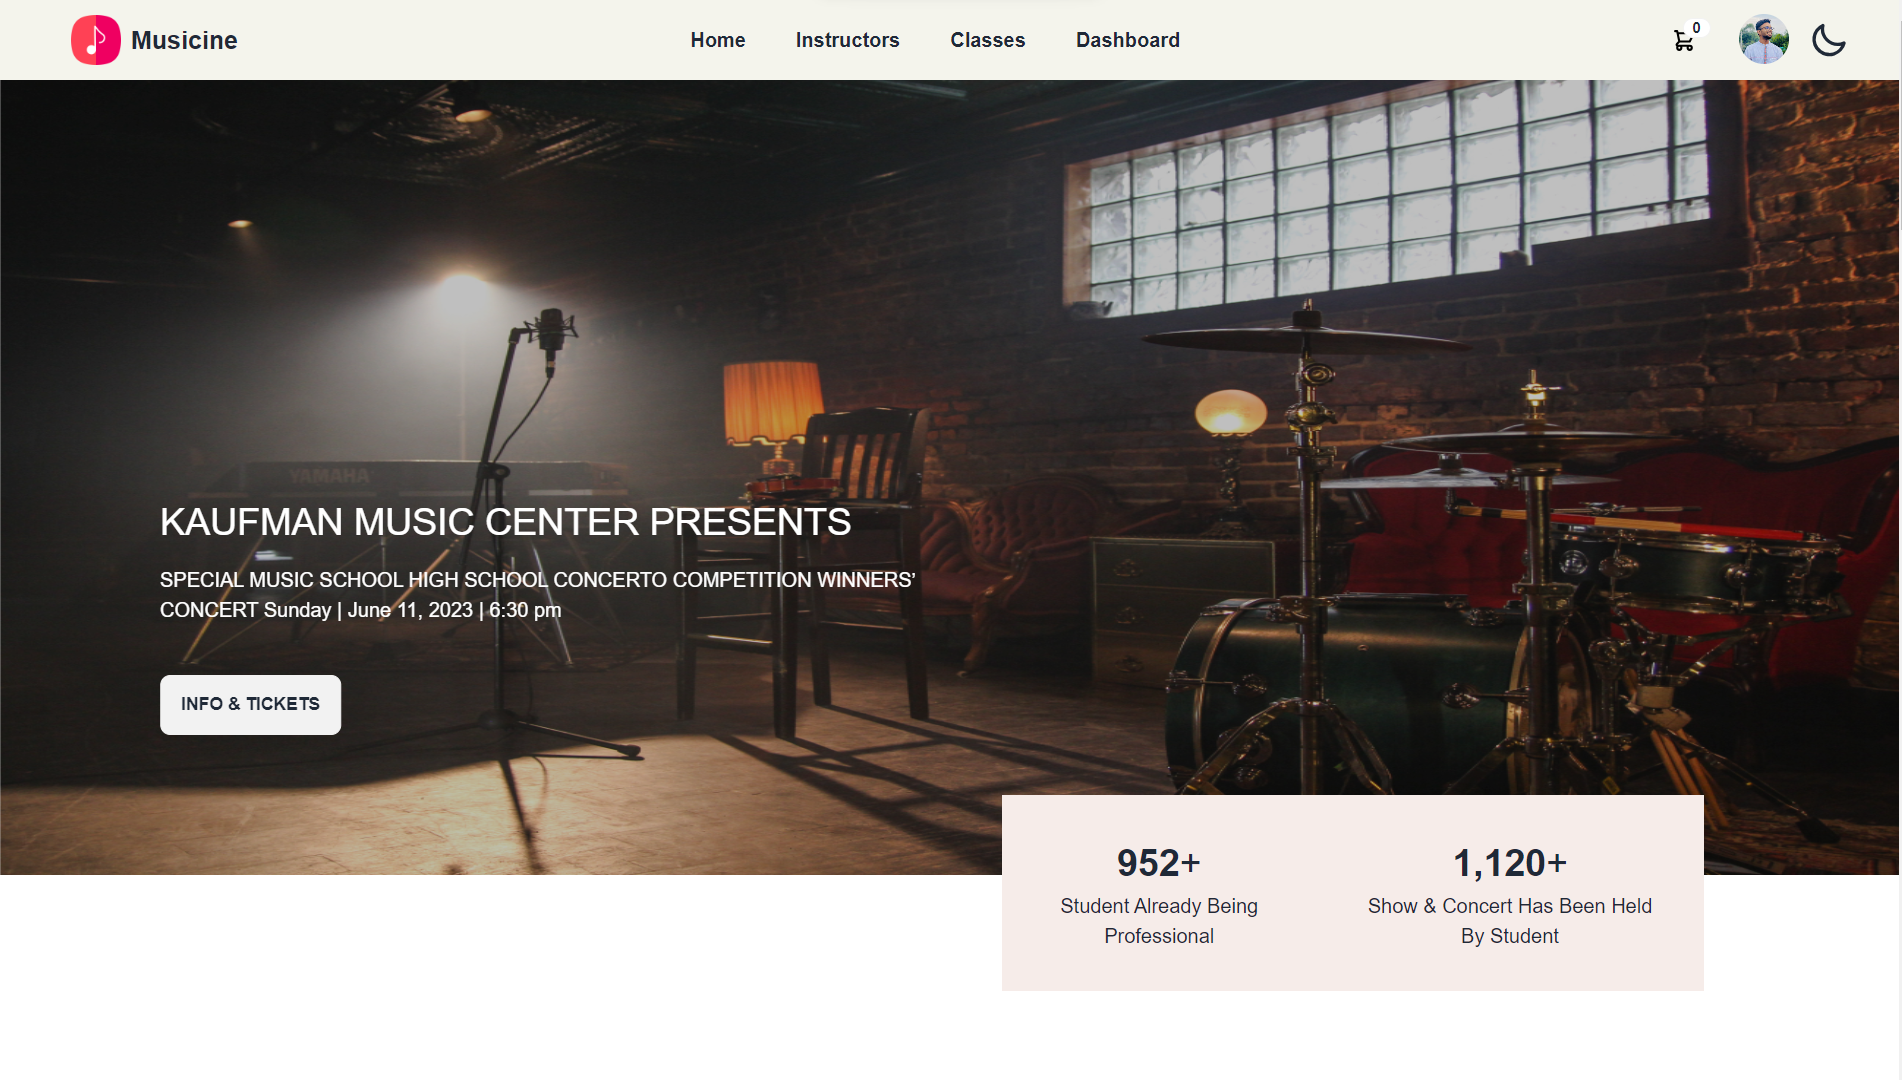 Musicine
Home
Instructors
Classes
Dashboard
0
YAMAHA
KAUFMAN MUSIC CENTER PRESENTS
SPECIAL MUSIC SCHOOL HIGH SCHOOL CONCERTO COMPETITION WINNERS’
CONCERT Sunday | June 11, 2023 | 6:30 pm
INFO & TICKETS
952+
Student Already Being
Professional
1,120+
Show & Concert Has Been Held
By Student